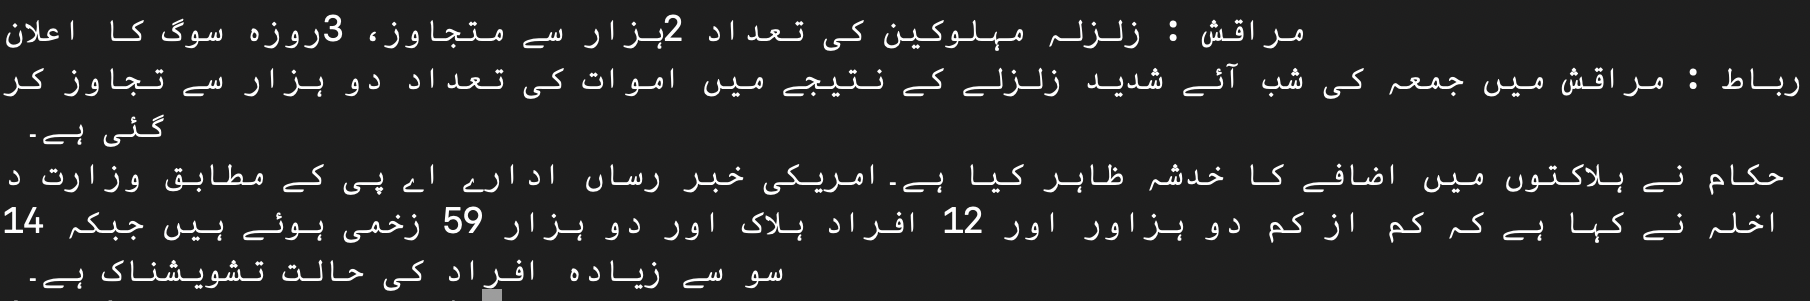 مراقش : زلزلہ مہلوکین کی تعداد 2ہزار سے متجاوز، 3روزہ سوگ کا اعلان
رباط : مراقش میں جمعہ کی شب آئے شدید زلزلے کے نتیجے میں اموات کی تعداد دو ہزار سے تجاوز کر
گئی ہے۔
حکام نے ہلاکتوں میں اضافے کا خدشہ ظاہر کیا ہے۔امریکی خبر رساں ادارے اے پی کے مطابق وزارت د
اخلہ نے کہا ہے کہ کم از کم دو ہزاور اور 12 افراد ہلاک اور دو ہزار 59 زخمی ہوئے ہیں جبکہ 14
سو سے زیادہ افراد کی حالت تشویشناک ہے۔